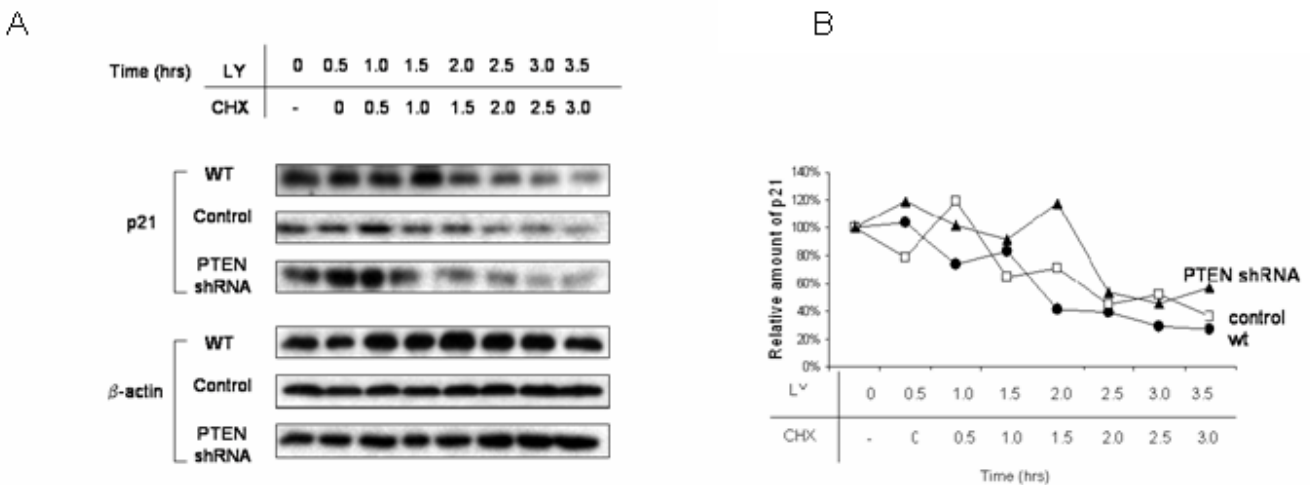 A
B
Time (hrs) LY 0 0.5 1.0 1.5 2.0 2.5 3.0 3.5
CHX - 0 0.5 1.0 1.5 2.0 2.5 3.0
p21
WT
Control
PTEN
shRNA
β-actin
WT
Control
PTEN
shRNA
Relative amount of p21
140%
120%
100%
80%
60%
40%
20%
0%
PTEN shRNA
control
wt
LY 0 0.5 1.0 1.5 2.0 2.5 3.0 3.5
CHX - 0 0.5 1.0 1.5 2.0 2.5 3.0
Time (hrs)